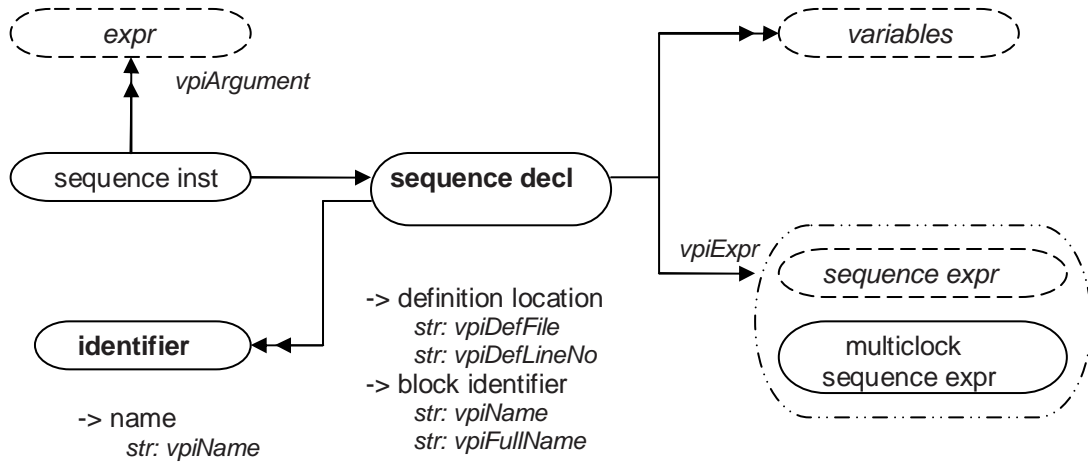 expr
variables
vpiArgument
sequence inst
sequence decl
vpiExpr
sequence expr
multiclock
sequence expr
-> definition location
str: vpiDefFile
str: vpiDefLineNo
-> block identifier
str: vpiName
str: vpiFullName
identifier
-> name
str: vpiName